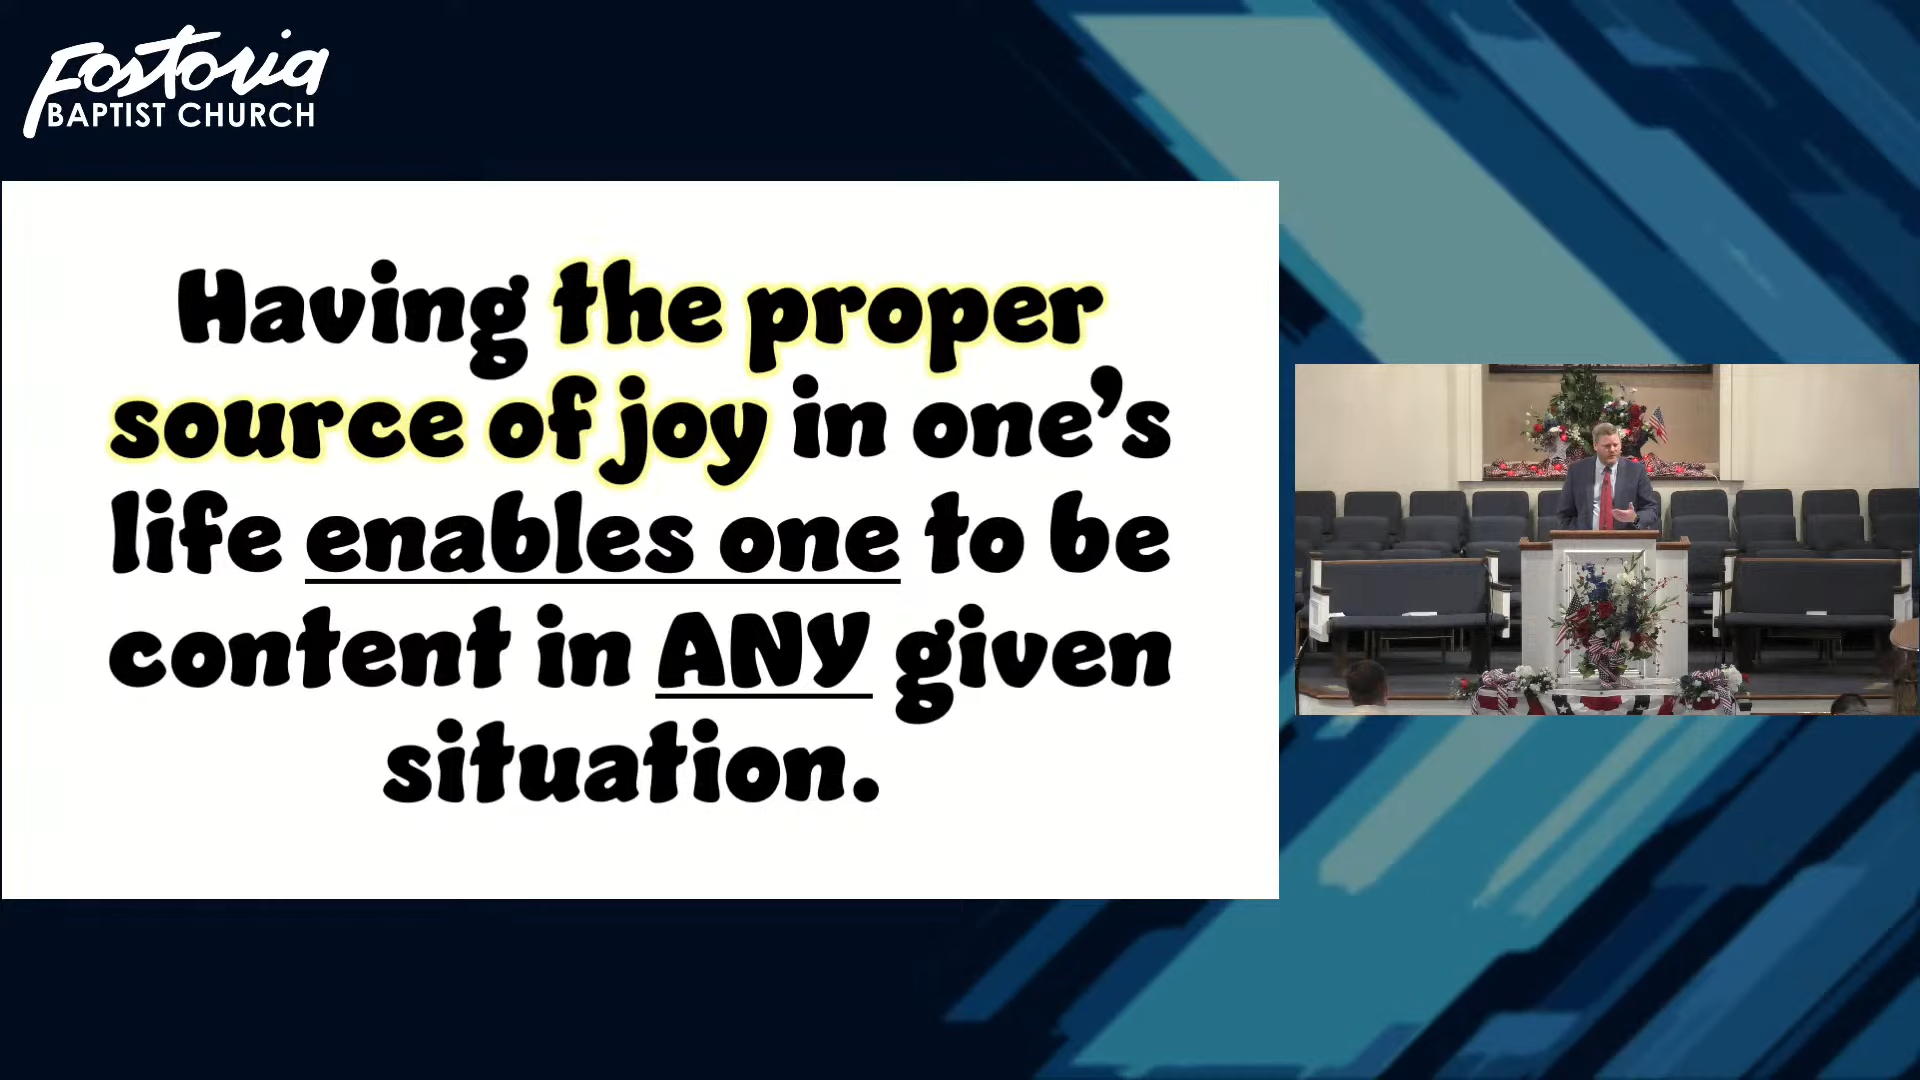 Fostoria
BAPTIST CHURCH
Having the proper
source of joy in one’s
life enables one to be
content in ANY given
situation.